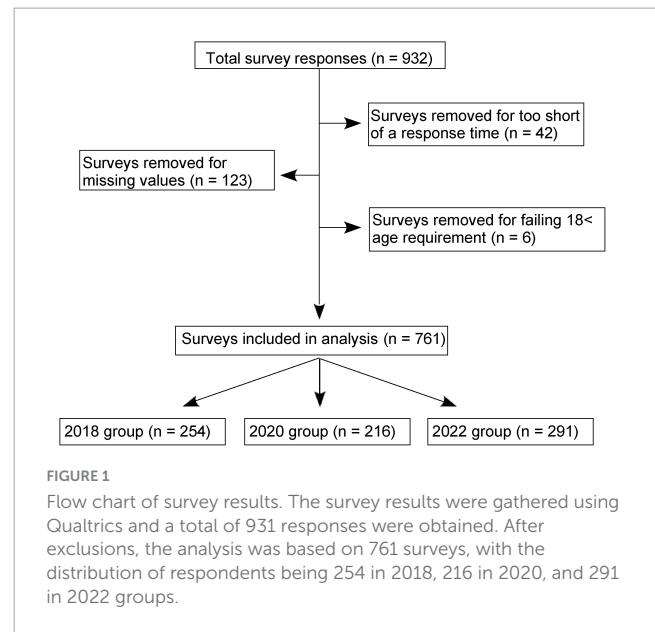 Total survey responses (n = 932)
Surveys removed for too short
of a response time (n = 42)
Surveys removed for
missing values (n = 123)
Surveys removed for failing 18<
age requirement (n = 6)
Surveys included in analysis (n = 761)
2018 group (n = 254)
2020 group (n = 216)
2022 group (n = 291)
FIGURE 1
Flow chart of survey results. The survey results were gathered using
Qualtrics and a total of 931 responses were obtained. After
exclusions, the analysis was based on 761 surveys, with the
distribution of respondents being 254 in 2018, 216 in 2020, and 291
in 2022 groups.